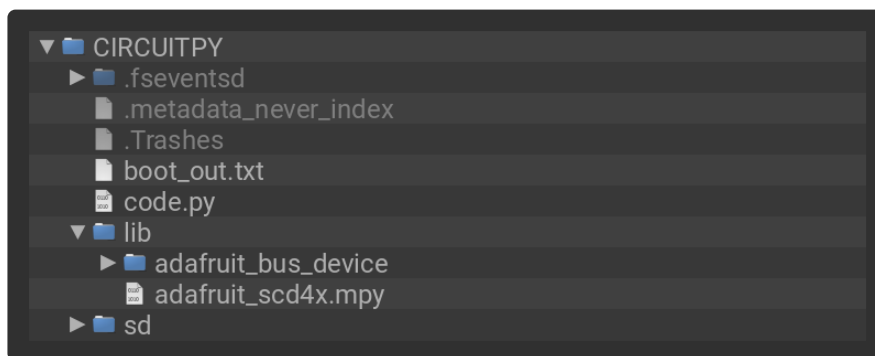 CIRCUITPY
.fseventsd
.metadata_never_index
.Trashes
boot_out.txt
code.py
lib
adafruit_bus_device
adafruit_scd4x.mpy
sd